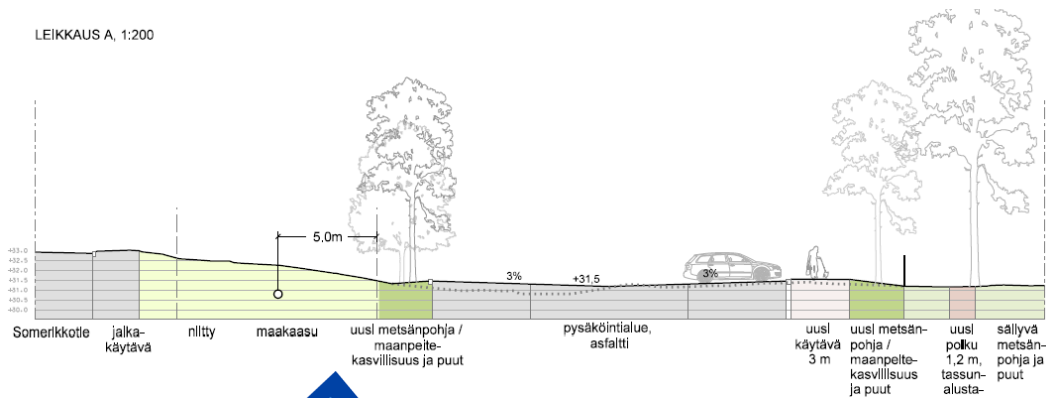 LEIKKAUS A, 1:200
5,0m
+33.0
+32.5
+32.0
+31.5
+31.0
+30.5
+30.0
3%
+31,5
3%
Somerikkotie
jalka-
käytävä
niitty
maakaasu
uusi metsänpohja /
maanpeite-
kasvillisuus ja puut
pysäköintialue,
asfaltti
uusi
käytävä
3 m
uusi metsän-
pohja /
maanpeite-
kasvillisuus
ja puut
uusi
polku
1,2 m,
tassun-
alusta-
säilyvä
metsän-
pohja ja
puut